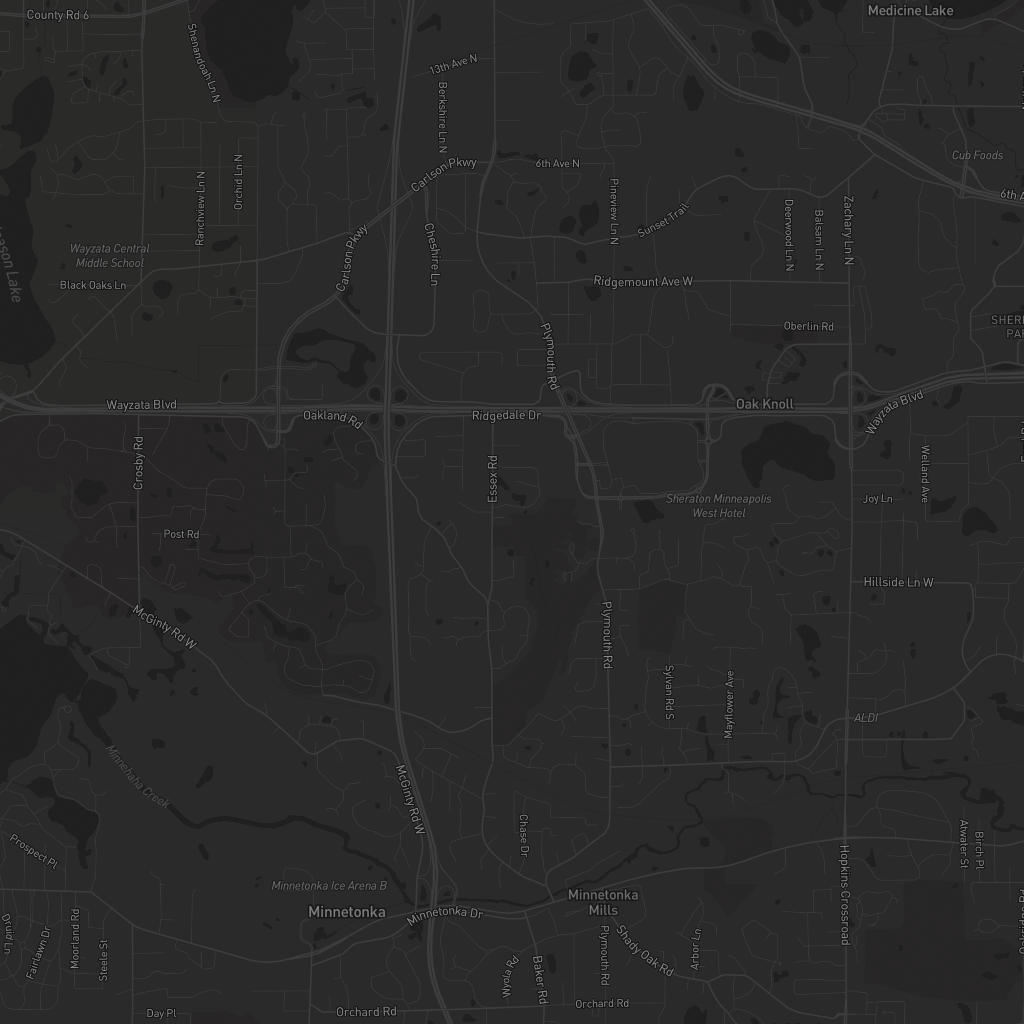 County Rd 6
Medicine Lake
Shenandoah Ln N
13th Ave N
Berkshire Ln N
Carlson Pkwy
6th Ave N
Cub Foods
Orchid Ln N
Ranchview Ln N
Pineview Ln N
Sunset Trail
Deerwood Ln N
Balsam Ln N
Zachary Ln N
6th A
Wayzata Central
Middle School
Carlson Pkwy
Cheshire Ln
ason Lake
Black Oaks Ln
Ridgemount Ave W
Plymouth Rd
Oberlin Rd
SHER
PA
Wayzata Blvd
Oakland Rd
Ridgedale Dr
Oak Knoll
Wayzata Blvd
Crosby Rd
Essex Rd
Welland Ave
Sheraton Minneapolis
West Hotel
Joy Ln
Post Rd
Hillside Ln W
McGinty Rd W
Plymouth Rd
Sylvan Rd S
Mayflower Ave
ALDI
Minnehaha Creek
McGinty Rd W
Chase Dr
Prospect Pl
Atwater St
Birch Pl
Minnetonka Ice Arena B
Minnetonka
Minnetonka Dr
Minnetonka
Mills
Hopkins Crossroad
Druid Ln
Fairlawn Dr
Moorland Rd
Steele St
Wyola Rd
Baker Rd
Plymouth Rd
Shady Oak Rd
Arbor Ln
Day Pl
Orchard Rd
Orchard Rd